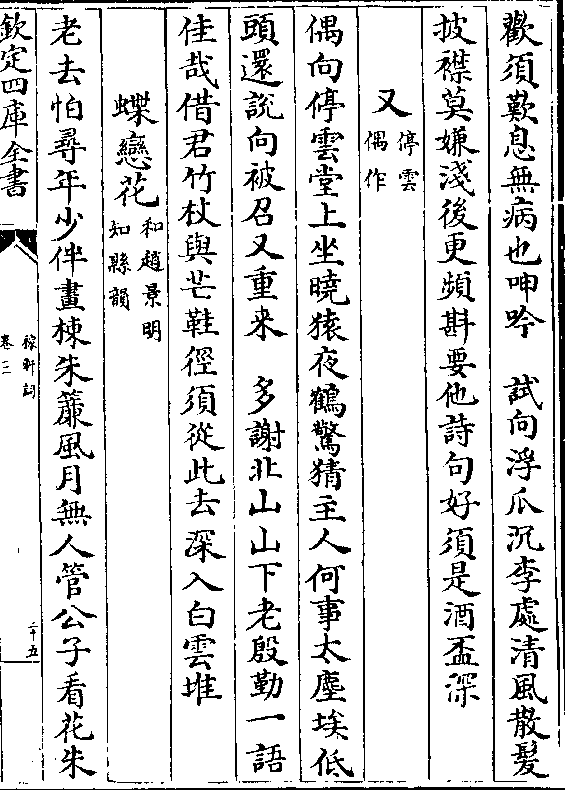 歡須歎息無病也呻吟　試向浮瓜沉李處清風散髮
披襟莫嫌淺後更頻斟要他詩句好須是酒盃深
又停雲
偶作
偶向停雲堂上坐曉猿夜鶴驚猜主人何事太塵埃低
頭還說向被召又重来　多謝北山山下老殷勤一語
佳哉借君竹杖與芒鞋徑須從此去深入白雲堆
蝶戀花和趙景明
知縣韻
老去怕尋年少伴畫棟朱簾風月無人管公子看花朱
欽定四庫全書
稼軒詞
卷三
二十五